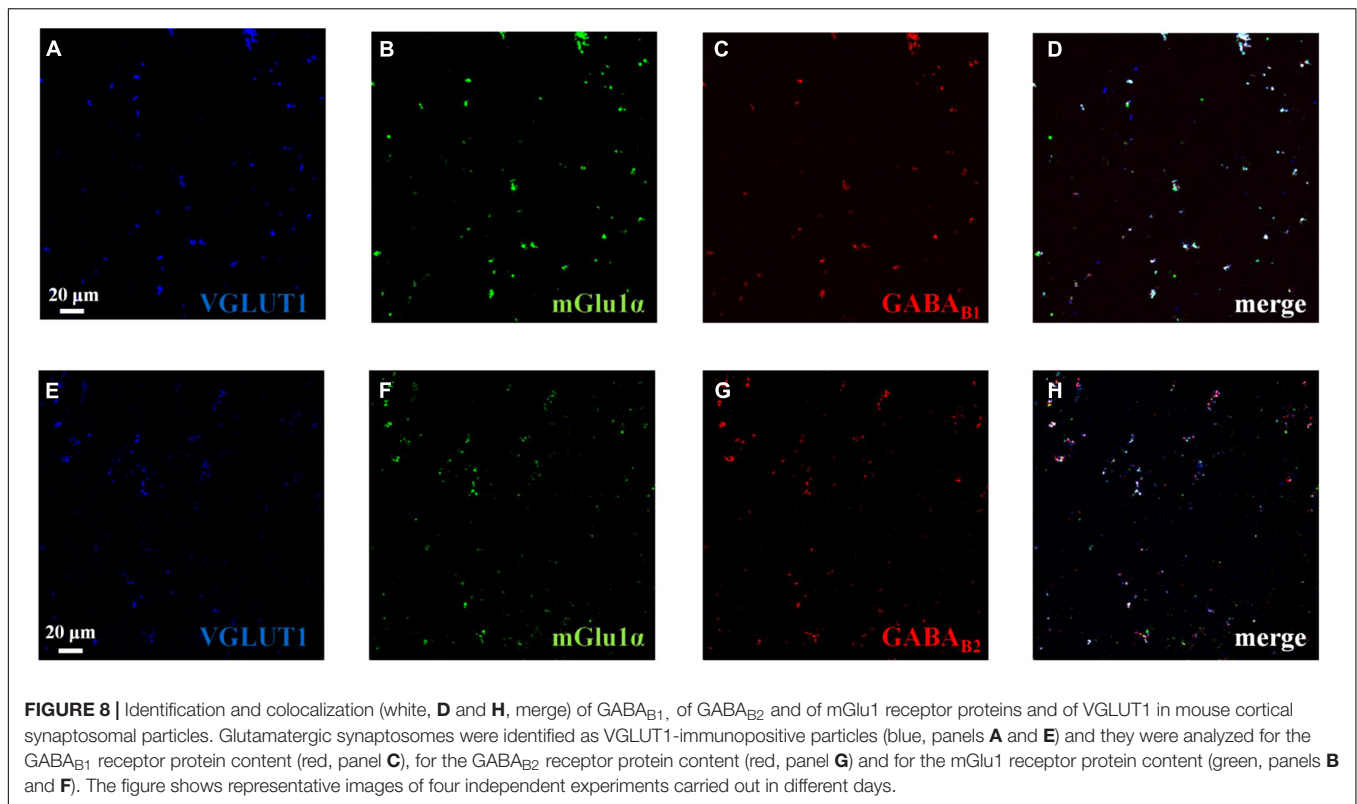 A
B
C
D
20 µm
VGLUT1
mGlu1α
GABAB1
merge
E
F
G
H
20 µm
VGLUT1
mGlu1α
GABAB2
merge
FIGURE 8 | Identification and colocalization (white, D and H, merge) of GABAB1, of GABAB2 and of mGlu1 receptor proteins and of VGLUT1 in mouse cortical
synaptosomal particles. Glutamatergic synaptosomes were identified as VGLUT1-immunopositive particles (blue, panels A and E) and they were analyzed for the
GABAB1 receptor protein content (red, panel C), for the GABAB2 receptor protein content (red, panel G) and for the mGlu1 receptor protein content (green, panels B
and F). The figure shows representative images of four independent experiments carried out in different days.